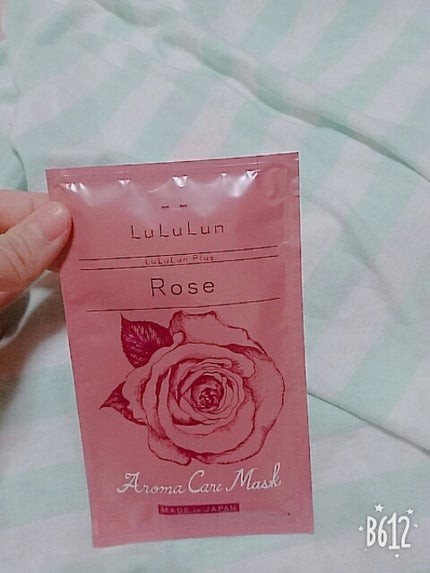 LuLuLun
LuLuLun Plus
Rose
Aroma Care Mask
MADE in JAPAN
B612